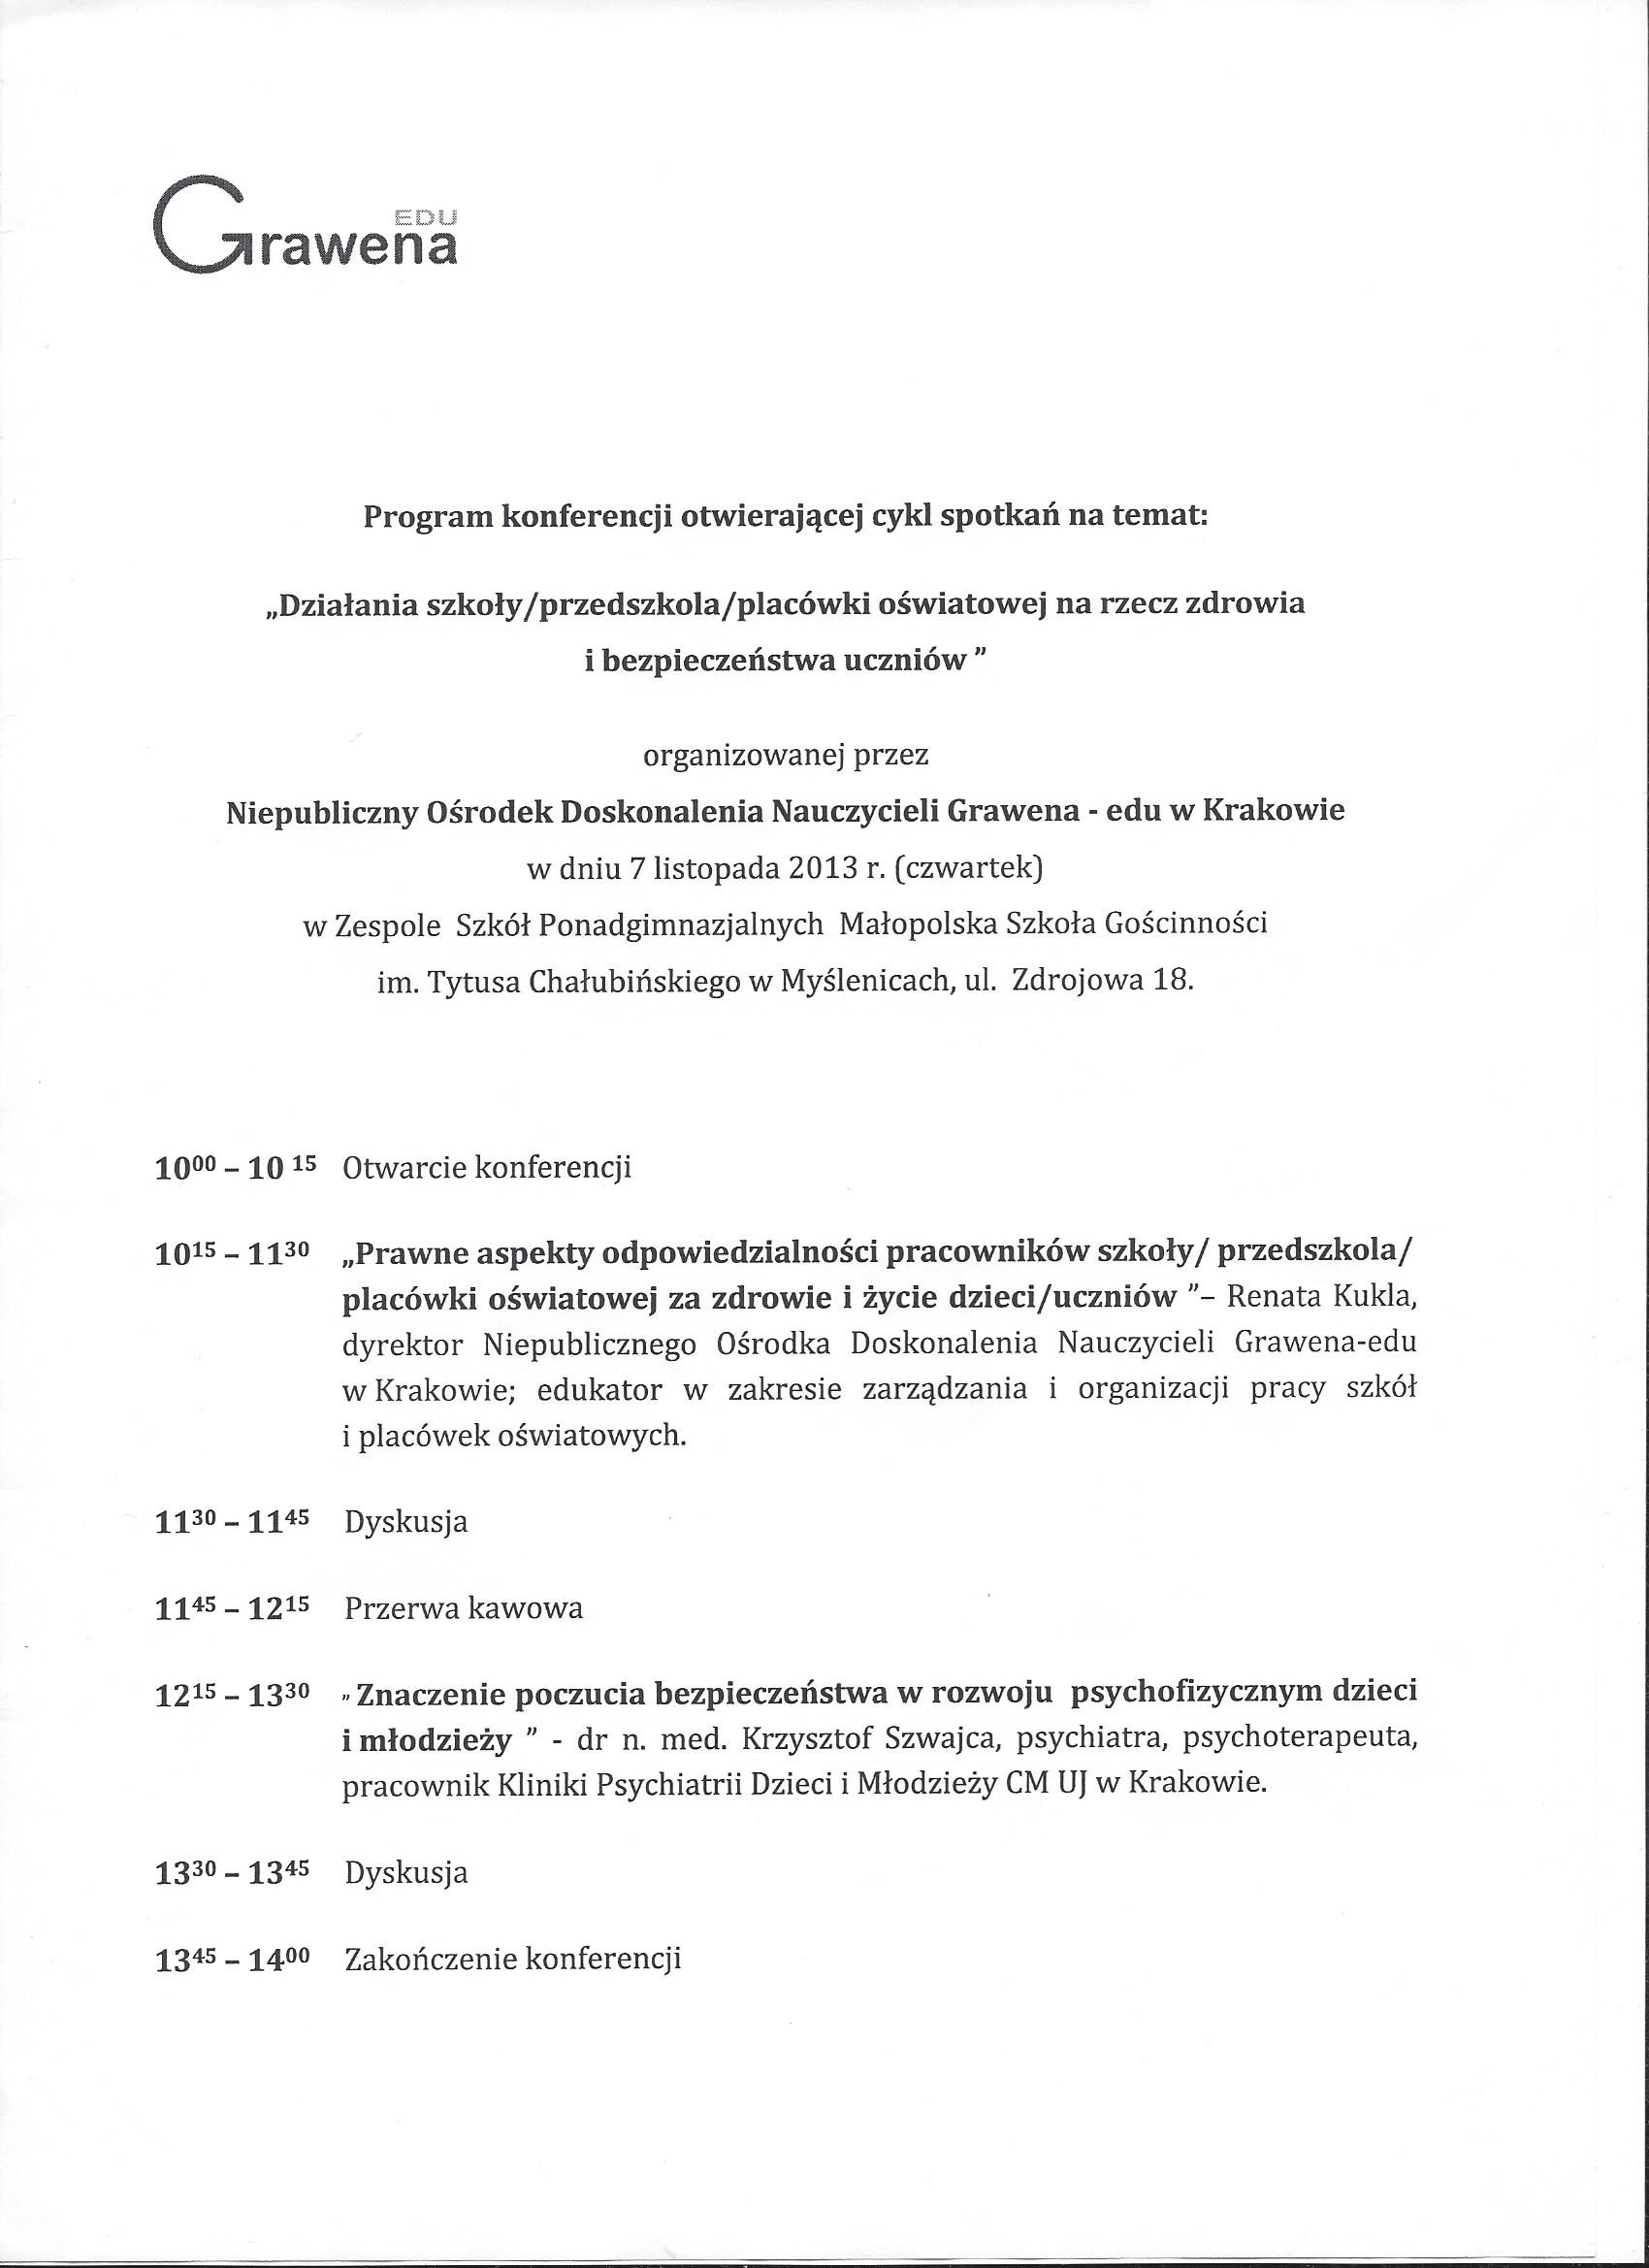 Grawena EDU
Program konferencji otwierającej cykl spotkań na temat:
„Działania szkoły/przedszkola/placówki oświatowej na rzecz zdrowia
i bezpieczeństwa uczniów ”
organizowanej przez
Niepubliczny Ośrodek Doskonalenia Nauczycieli Grawena - edu w Krakowie
w dniu 7 listopada 2013 r. (czwartek)
w Zespole Szkół Ponadgimnazjalnych Małopolska Szkoła Gościnności
im. Tytusa Chałubińskiego w Myślenicach, ul. Zdrojowa 18.
10⁰⁰ – 10 ¹⁵ Otwarcie konferencji
10¹⁵ – 11³⁰ „Prawne aspekty odpowiedzialności pracowników szkoły/ przedszkola/
placówki oświatowej za zdrowie i życie dzieci/uczniów ”– Renata Kukla,
dyrektor Niepublicznego Ośrodka Doskonalenia Nauczycieli Grawena-edu
w Krakowie; edukator w zakresie zarządzania i organizacji pracy szkół
i placówek oświatowych.
11³⁰ – 11⁴⁵ Dyskusja
11⁴⁵ – 12¹⁵ Przerwa kawowa
12¹⁵ – 13³⁰ „ Znaczenie poczucia bezpieczeństwa w rozwoju psychofizycznym dzieci
i młodzieży ” - dr n. med. Krzysztof Szwajca, psychiatra, psychoterapeuta,
pracownik Kliniki Psychiatrii Dzieci i Młodzieży CM UJ w Krakowie.
13³⁰ – 13⁴⁵ Dyskusja
13⁴⁵ – 14⁰⁰ Zakończenie konferencji